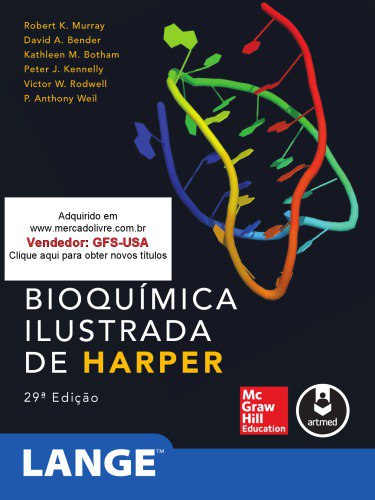 Robert K. Murray
David A. Bender
Kathleen M. Botham
Peter J. Kennelly
Victor W. Rodwell
P. Anthony Weil
Adquirido em
www.mercadolivre.com.br
Vendedor: GFS-USA
Clique aqui para obter novos títulos
BIOQUÍMICA
ILUSTRADA
DE HARPER
29ª Edição
Mc
Graw
Hill
Education
artmed
LANGE™